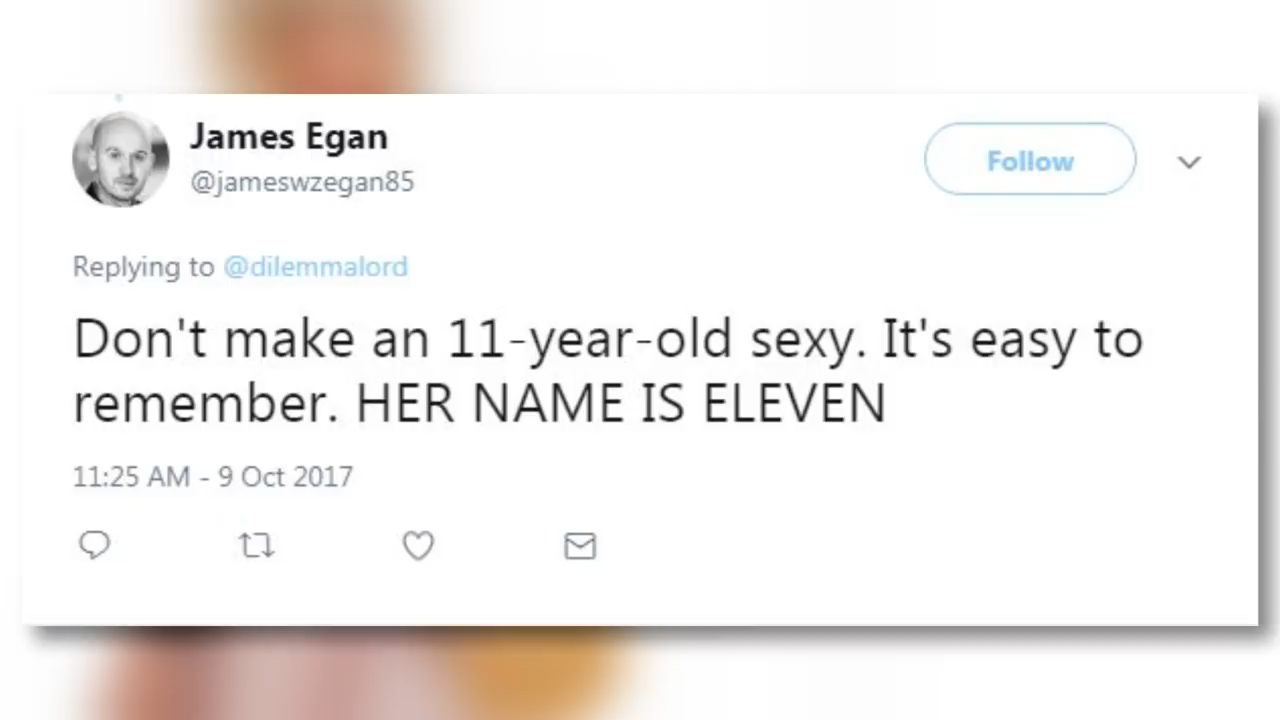 James Egan
@jameswzegan85
Follow
Replying to @dilemmalord
Don't make an 11-year-old sexy. It's easy to
remember. HER NAME IS ELEVEN
11:25 AM - 9 Oct 2017